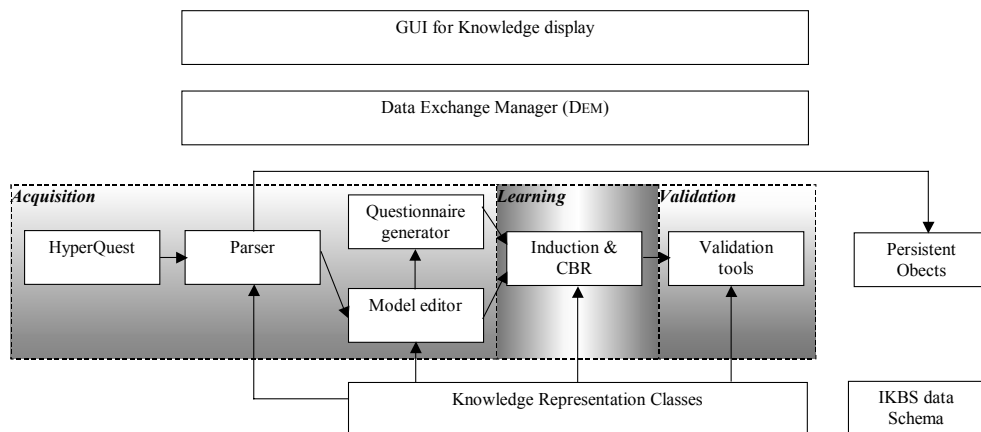 GUI for Knowledge display
Data Exchange Manager (DEM)
Acquisition
Learning
Validation
HyperQuest
Parser
Questionnaire
generator
Model editor
Induction &
CBR
Validation
tools
Persistent
Obects
Knowledge Representation Classes
IKBS data
Schema